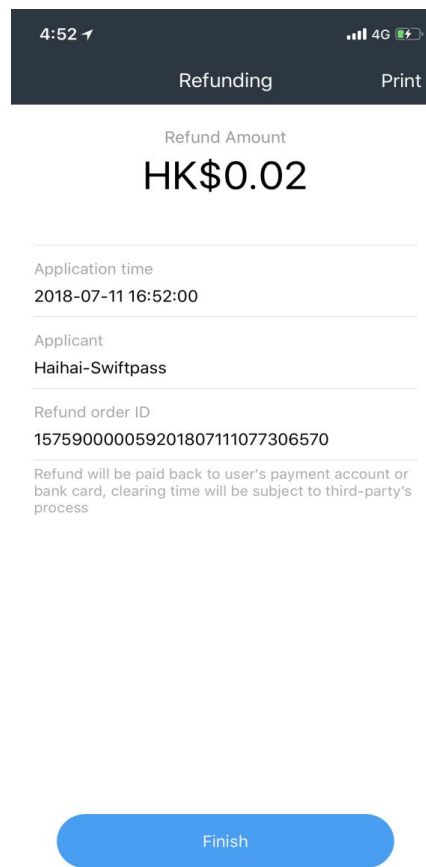 4:52 4G
Refunding Print
Refund Amount
HK$0.02
Application time
2018-07-11 16:52:00
Applicant
Haihai-Swiftpass
Refund order ID
15759000005920180711107730​6570
Refund will be paid back to user's payment account or
bank card, clearing time will be subject to third-party's
process
Finish